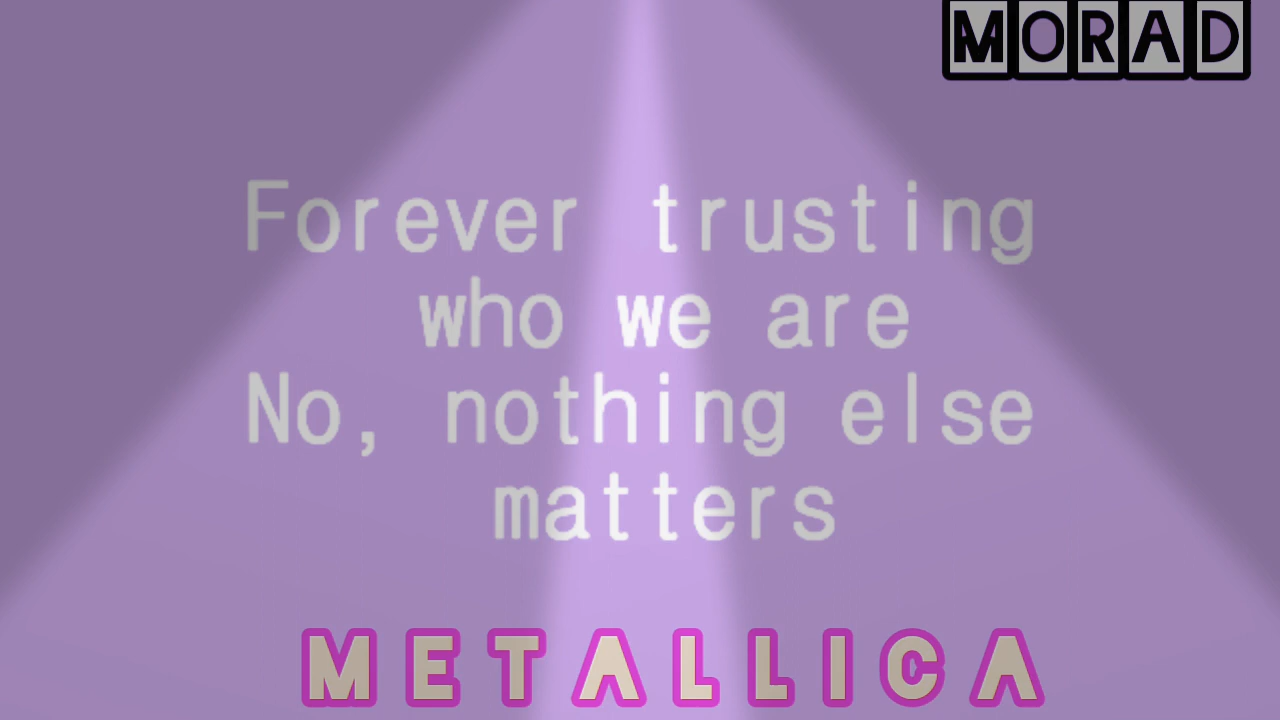 MORAD
Forever trusting
who we are
No, nothing else
matters
METALLICA